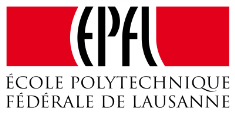 EPFL
ÉCOLE POLYTECHNIQUE
FÉDÉRALE DE LAUSANNE